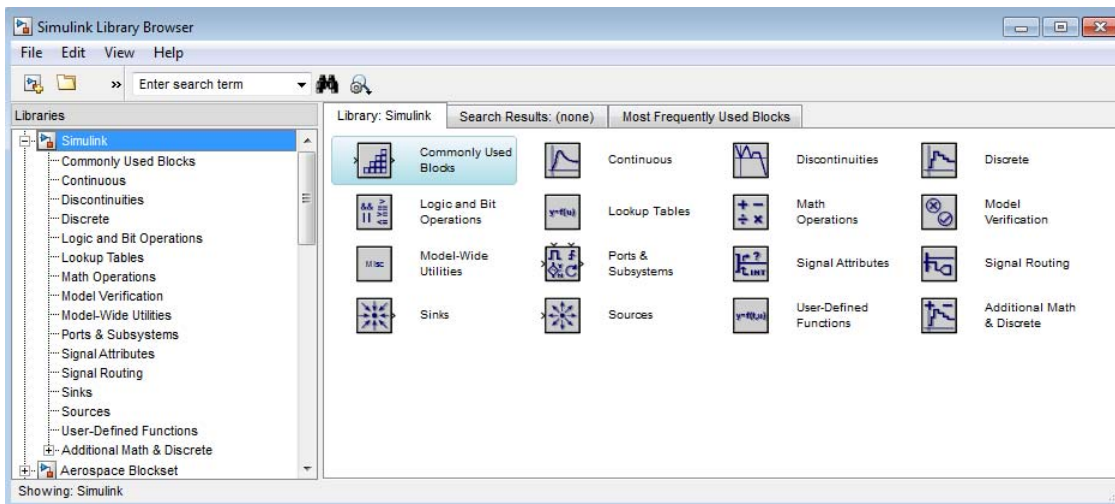 Simulink Library Browser
File Edit View Help
» Enter search term
Libraries
Simulink
Commonly Used Blocks
Continuous
Discontinuities
Discrete
Logic and Bit Operations
Lookup Tables
Math Operations
Model Verification
Model-Wide Utilities
Ports & Subsystems
Signal Attributes
Signal Routing
Sinks
Sources
User-Defined Functions
Additional Math & Discrete
Aerospace Blockset
Library: Simulink Search Results: (none) Most Frequently Used Blocks
Commonly Used
Blocks
Continuous
Discontinuities
Discrete
&& || > >= <=
Logic and Bit
Operations
y=f(u)
Lookup Tables
+ - ÷ ×
Math
Operations
Model
Verification
Misc
Model-Wide
Utilities
Ports &
Subsystems
? INT
Signal Attributes
Signal Routing
Sinks
Sources
y=f(t,u)
User-Defined
Functions
Additional Math
& Discrete
Showing: Simulink